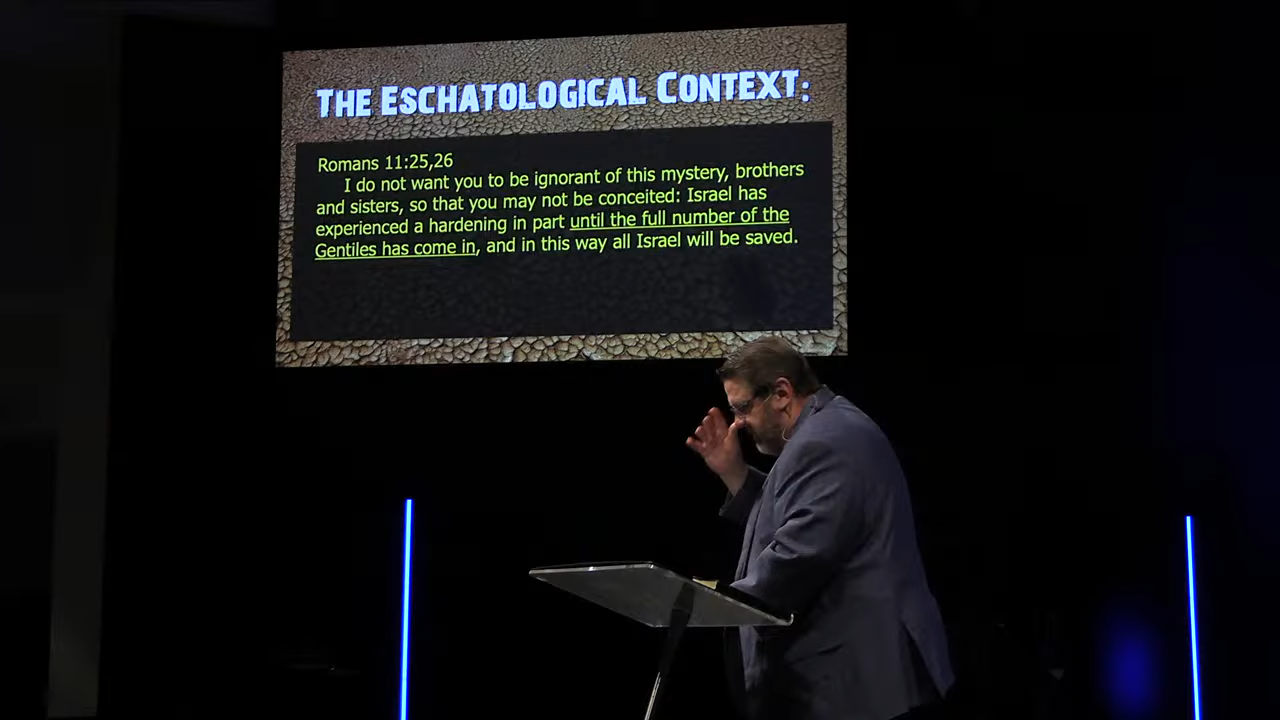 THE ESCHATOLOGICAL CONTEXT:
Romans 11:25,26
I do not want you to be ignorant of this mystery, brothers
and sisters, so that you may not be conceited: Israel has
experienced a hardening in part until the full number of the
Gentiles has come in, and in this way all Israel will be saved.